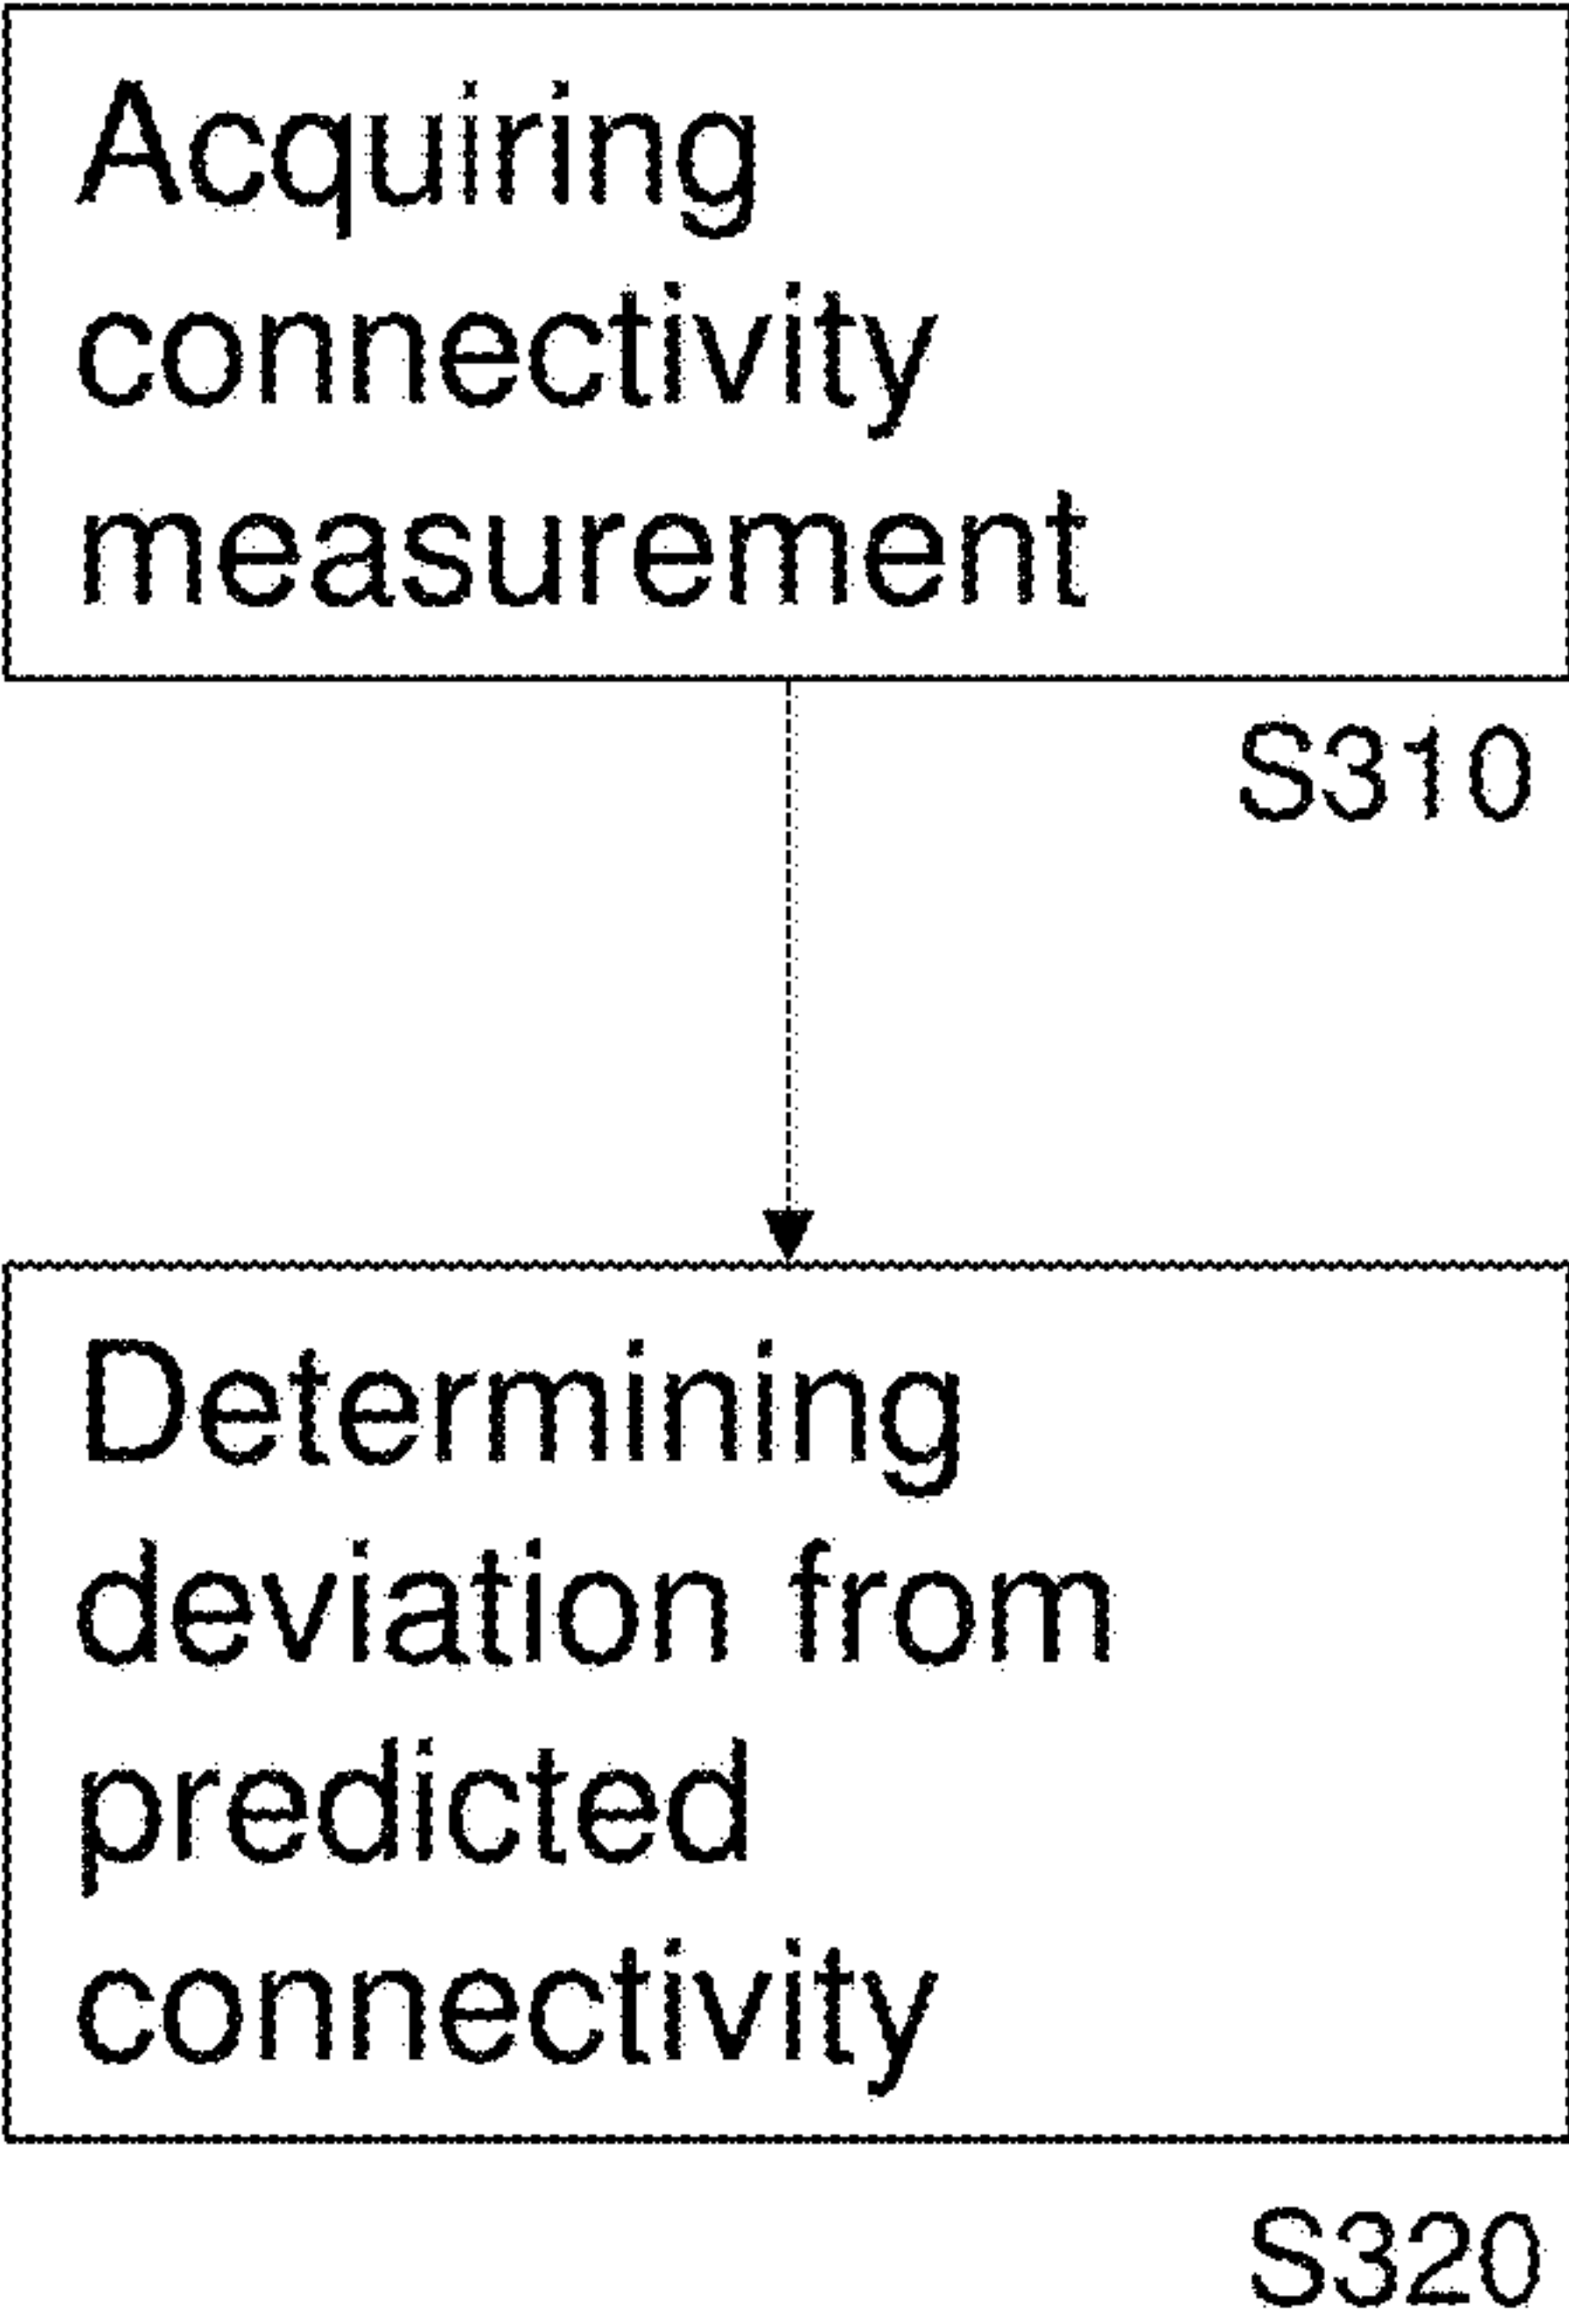 Acquiring
connectivity
measurement
S310
Determining
deviation from
predicted
connectivity
S320